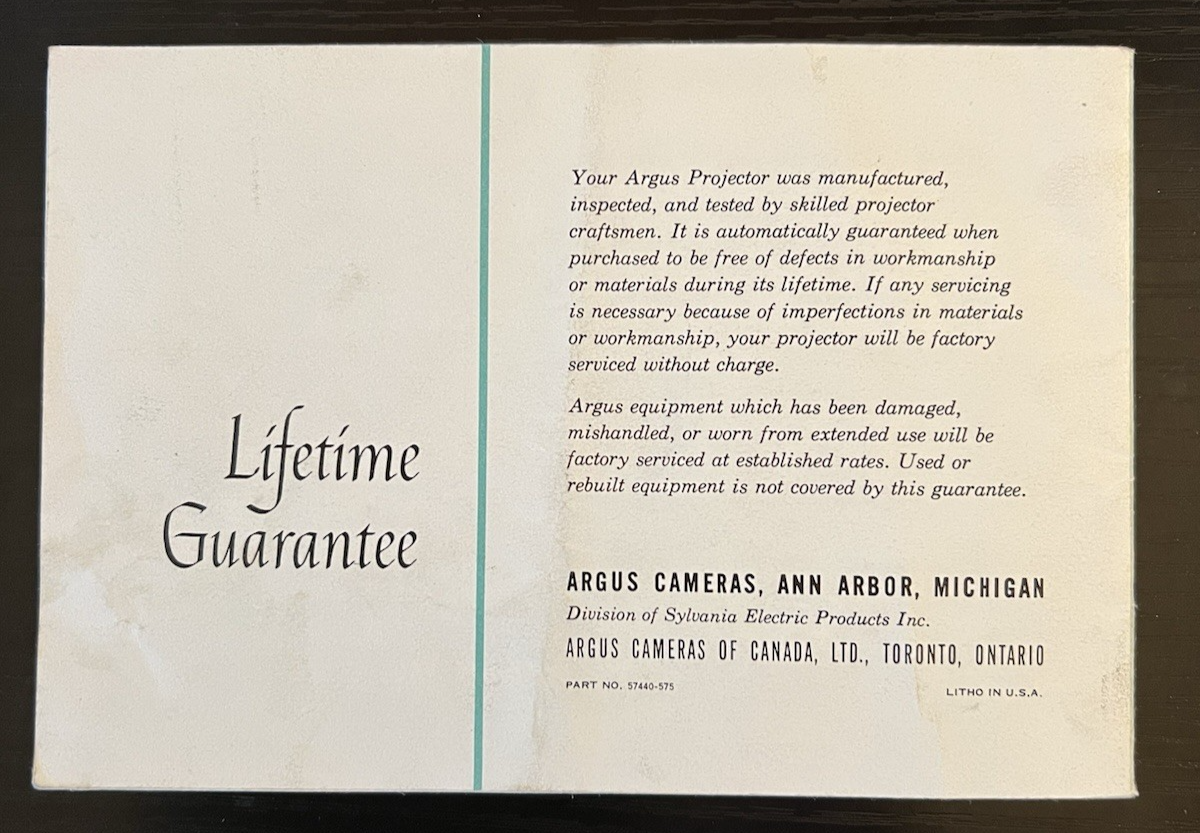 Lifetime
Guarantee
Your Argus Projector was manufactured,
inspected, and tested by skilled projector
craftsmen. It is automatically guaranteed when
purchased to be free of defects in workmanship
or materials during its lifetime. If any servicing
is necessary because of imperfections in materials
or workmanship, your projector will be factory
serviced without charge.
Argus equipment which has been damaged,
mishandled, or worn from extended use will be
factory serviced at established rates. Used or
rebuilt equipment is not covered by this guarantee.
ARGUS CAMERAS, ANN ARBOR, MICHIGAN
Division of Sylvania Electric Products Inc.
ARGUS CAMERAS OF CANADA, LTD., TORONTO, ONTARIO
PART NO. 57440-575
LITHO IN U.S.A.